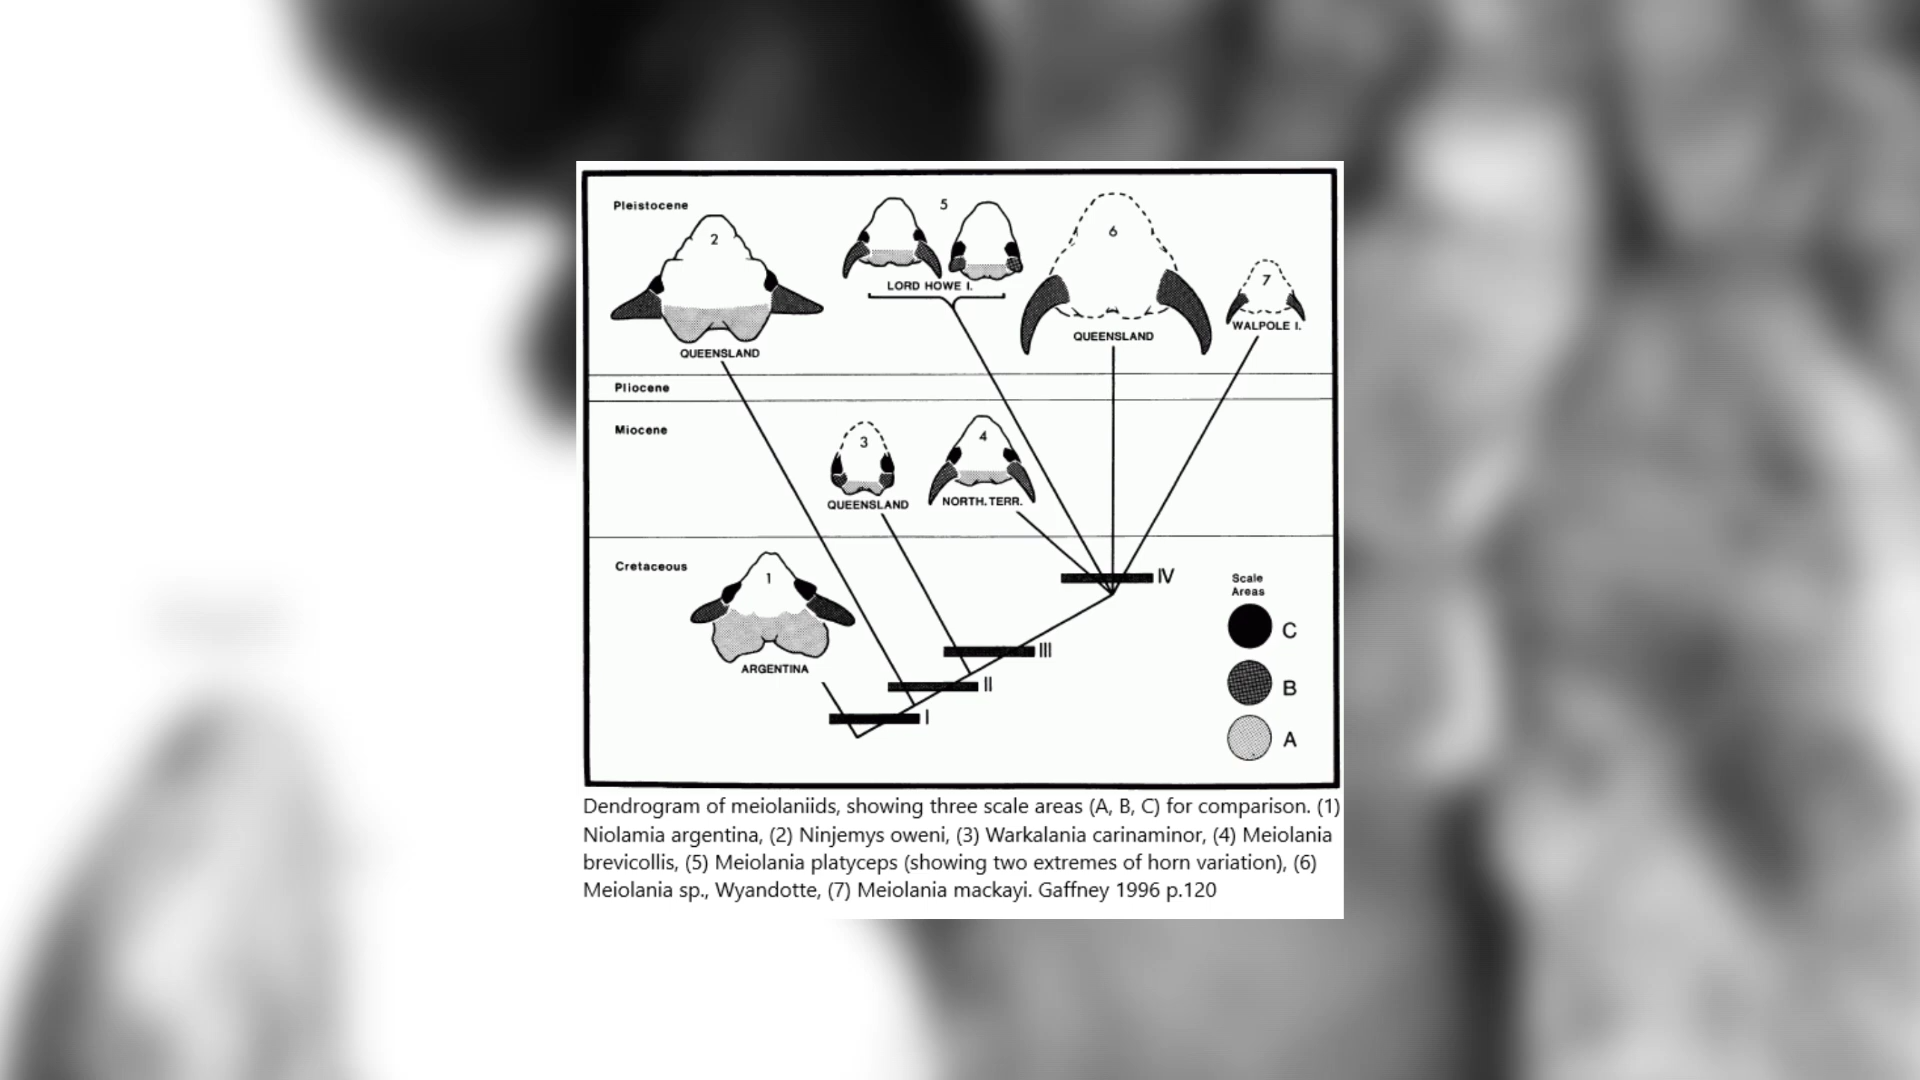 Pleistocene
2
5
6
7
LORD HOWE I.
WALPOLE I.
QUEENSLAND
QUEENSLAND
Pliocene
Miocene
3
4
QUEENSLAND
NORTH. TERR.
Cretaceous
1
ARGENTINA
IV
III
II
I
Scale
Areas
C
B
A
Dendrogram of meiolaniids, showing three scale areas (A, B, C) for comparison. (1)
Niolamia argentina, (2) Ninjemys oweni, (3) Warkalania carinaminor, (4) Meiolania
brevicollis, (5) Meiolania platyceps (showing two extremes of horn variation), (6)
Meiolania sp., Wyandotte, (7) Meiolania mackayi. Gaffney 1996 p.120